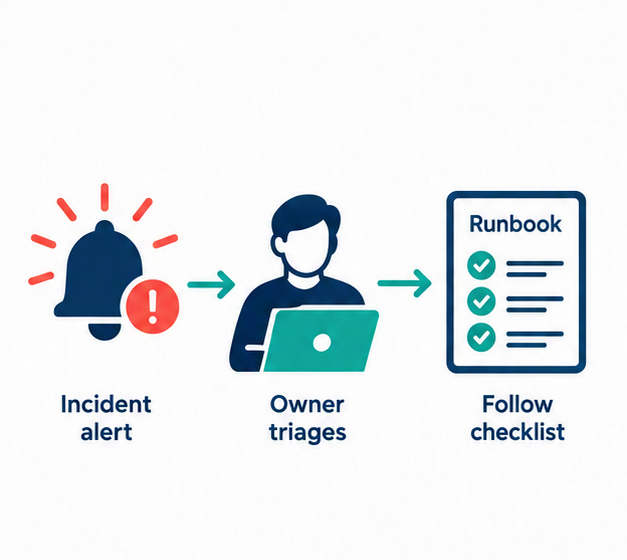 Runbook
Incident
alert
Owner
triages
Follow
checklist